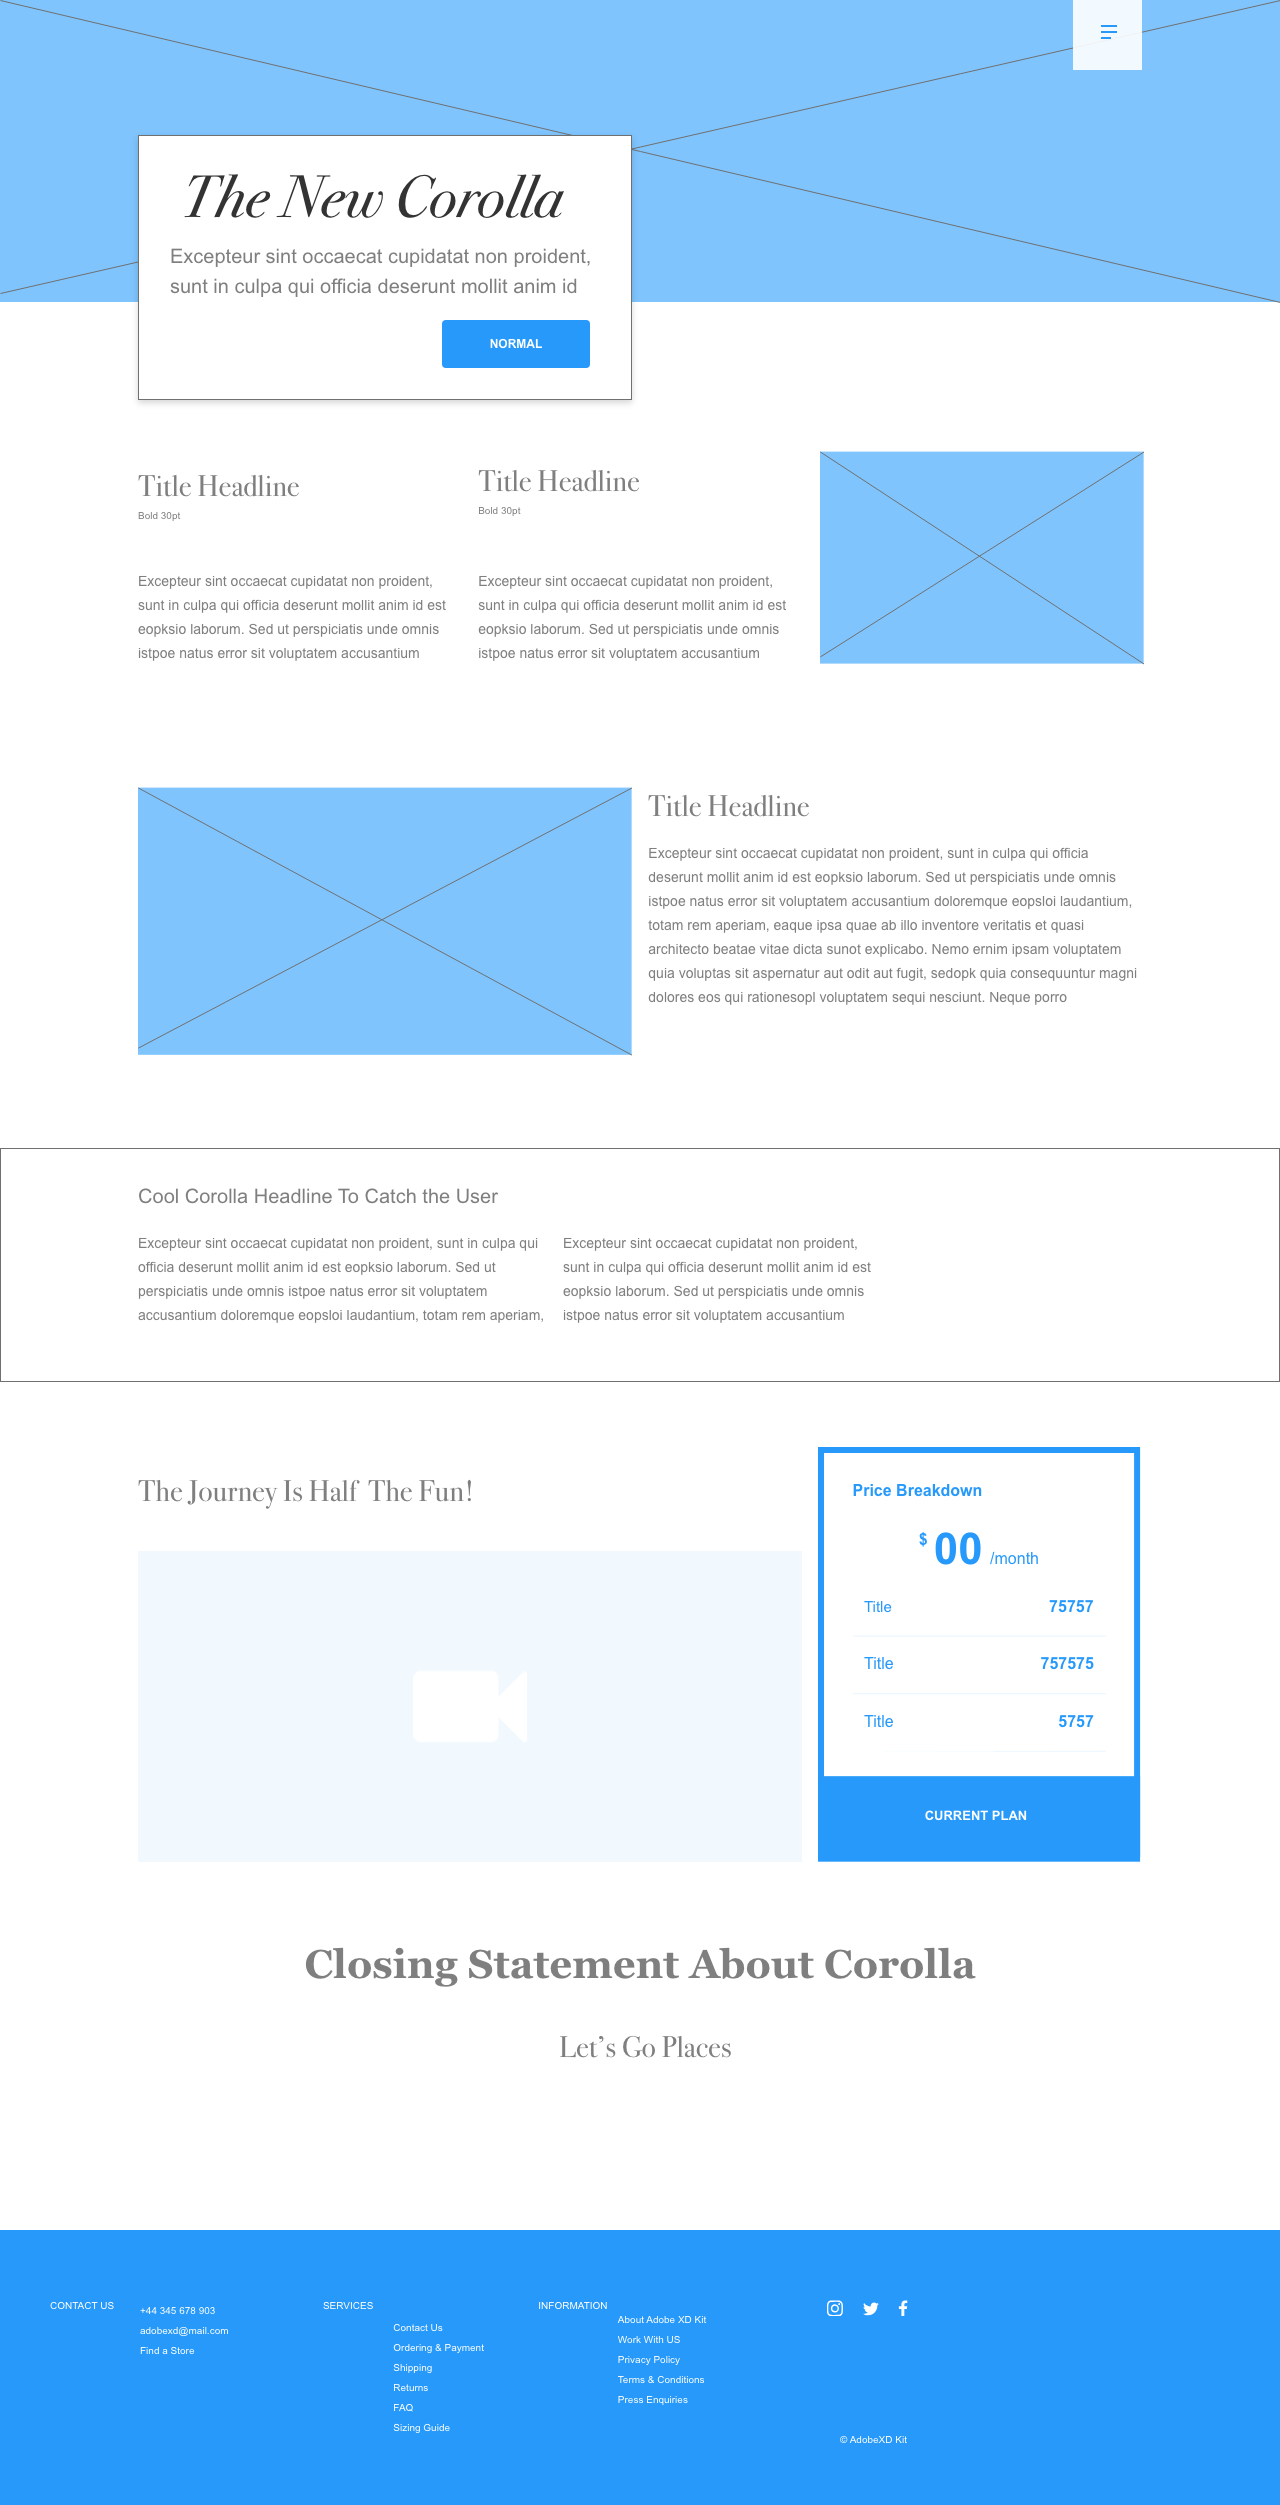 The New Corolla
Excepteur sint occaecat cupidatat non proident,
sunt in culpa qui officia deserunt mollit anim id
NORMAL
Title Headline
Bold 30pt
Excepteur sint occaecat cupidatat non proident,
sunt in culpa qui officia deserunt mollit anim id est
eopksio laborum. Sed ut perspiciatis unde omnis
istpoe natus error sit voluptatem accusantium
Title Headline
Bold 30pt
Excepteur sint occaecat cupidatat non proident,
sunt in culpa qui officia deserunt mollit anim id est
eopksio laborum. Sed ut perspiciatis unde omnis
istpoe natus error sit voluptatem accusantium
Title Headline
Excepteur sint occaecat cupidatat non proident, sunt in culpa qui officia
deserunt mollit anim id est eopksio laborum. Sed ut perspiciatis unde omnis
istpoe natus error sit voluptatem accusantium doloremque eopsloi laudantium,
totam rem aperiam, eaque ipsa quae ab illo inventore veritatis et quasi
architecto beatae vitae dicta sunot explicabo. Nemo ernim ipsam voluptatem
quia voluptas sit aspernatur aut odit aut fugit, sedopk quia consequuntur magni
dolores eos qui rationesopl voluptatem sequi nesciunt. Neque porro
Cool Corolla Headline To Catch the User
Excepteur sint occaecat cupidatat non proident, sunt in culpa qui
officia deserunt mollit anim id est eopksio laborum. Sed ut
perspiciatis unde omnis istpoe natus error sit voluptatem
accusantium doloremque eopsloi laudantium, totam rem aperiam,
Excepteur sint occaecat cupidatat non proident,
sunt in culpa qui officia deserunt mollit anim id est
eopksio laborum. Sed ut perspiciatis unde omnis
istpoe natus error sit voluptatem accusantium
The Journey Is Half The Fun!
Price Breakdown
$ 00 /month
Title 75757
Title 757575
Title 5757
CURRENT PLAN
Closing Statement About Corolla
Let’s Go Places
CONTACT US
+44 345 678 903
adobexd@mail.com
Find a Store
SERVICES
Contact Us
Ordering & Payment
Shipping
Returns
FAQ
Sizing Guide
INFORMATION
About Adobe XD Kit
Work With US
Privacy Policy
Terms & Conditions
Press Enquiries
© AdobeXD Kit